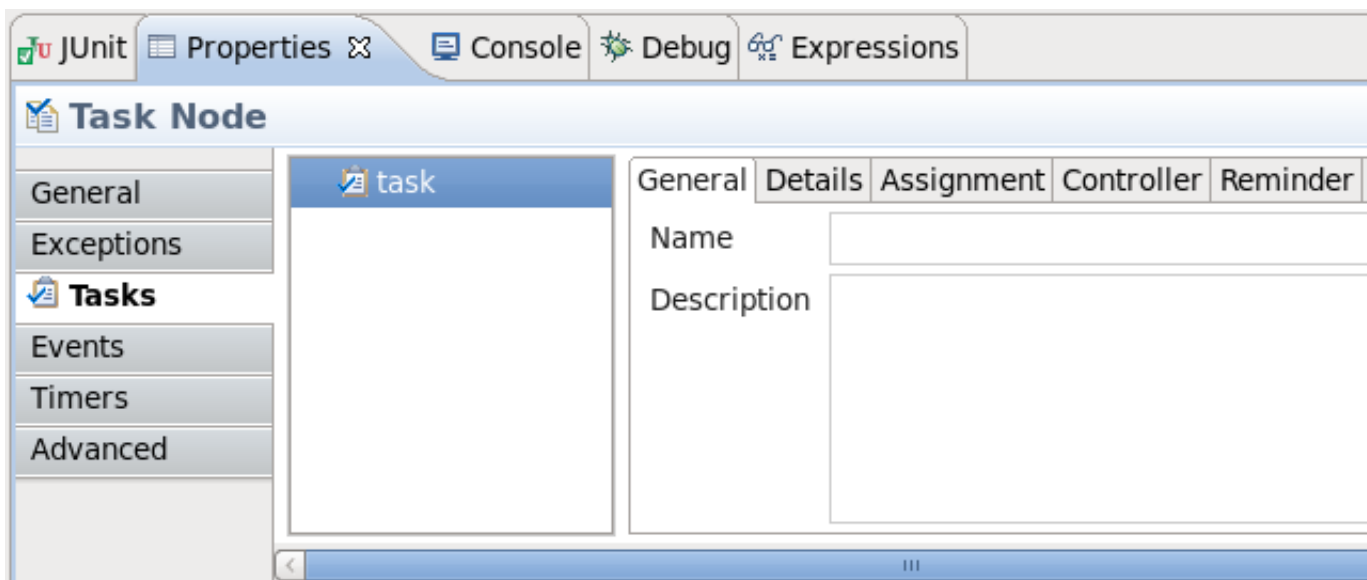 JUnit Properties Console Debug Expressions
Task Node
General
Exceptions
Tasks
Events
Timers
Advanced
task
General Details Assignment Controller Reminder
Name
Description